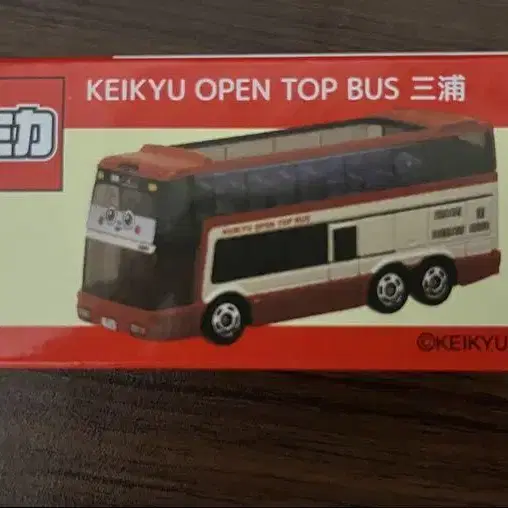 KEIKYU OPEN TOP BUS 三浦
ミカ
KEIKYU OPEN TOP BUS
©KEIKYU